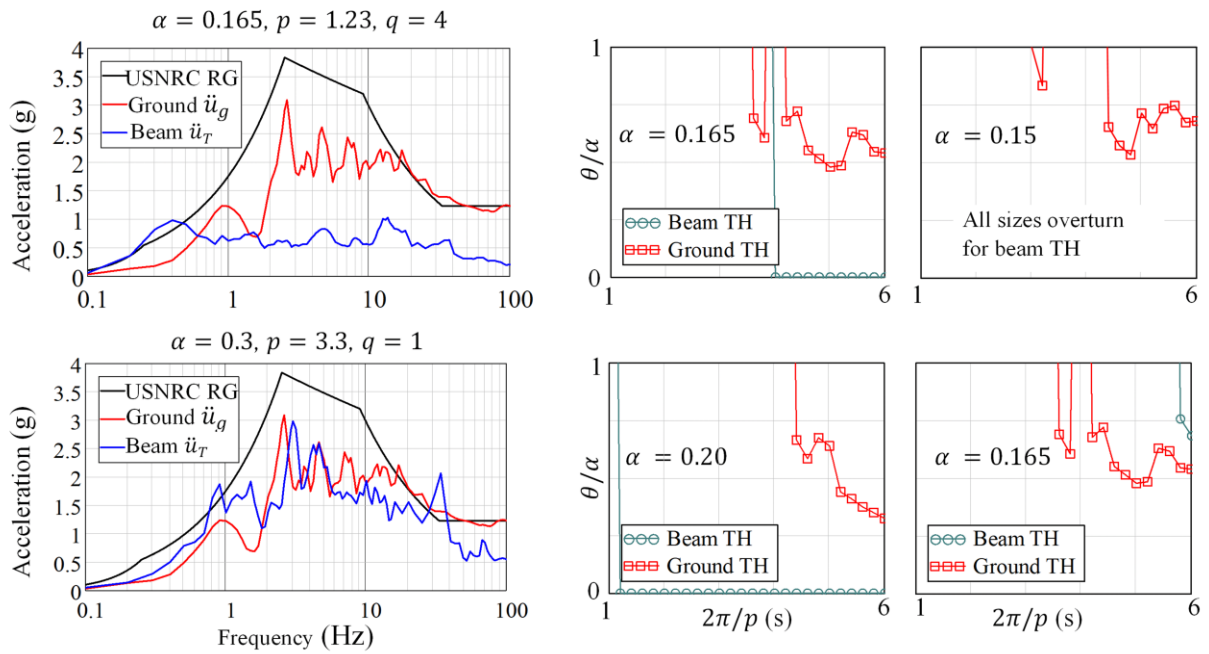 α = 0.165, p = 1.23, q = 4
Acceleration (g)
4
3.5
3
2.5
2
1.5
1
0.5
0
USNRC RG
Ground ü_g
Beam ü_T
0.1
1
10
100
θ/α
1
0
α = 0.165
Beam TH
Ground TH
1
6
α = 0.15
All sizes overturn
for beam TH
1
6
α = 0.3, p = 3.3, q = 1
Acceleration (g)
4
3.5
3
2.5
2
1.5
1
0.5
0
USNRC RG
Ground ü_g
Beam ü_T
0.1
1
10
100
Frequency (Hz)
θ/α
1
0
α = 0.20
Beam TH
Ground TH
1
6
2π/p (s)
α = 0.165
Beam TH
Ground TH
1
6
2π/p (s)